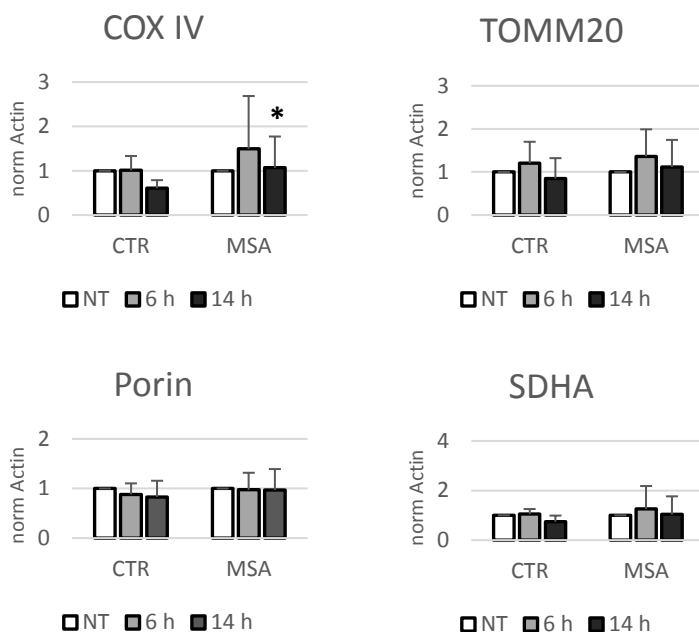 COX IV
norm Actin
3
2
1
0
*
CTR MSA
NT 6 h 14 h
TOMM20
norm Actin
3
2
1
0
CTR MSA
NT 6 h 14 h
Porin
norm Actin
2
1
0
CTR MSA
NT 6 h 14 h
SDHA
norm Actin
4
2
0
CTR MSA
NT 6 h 14 h